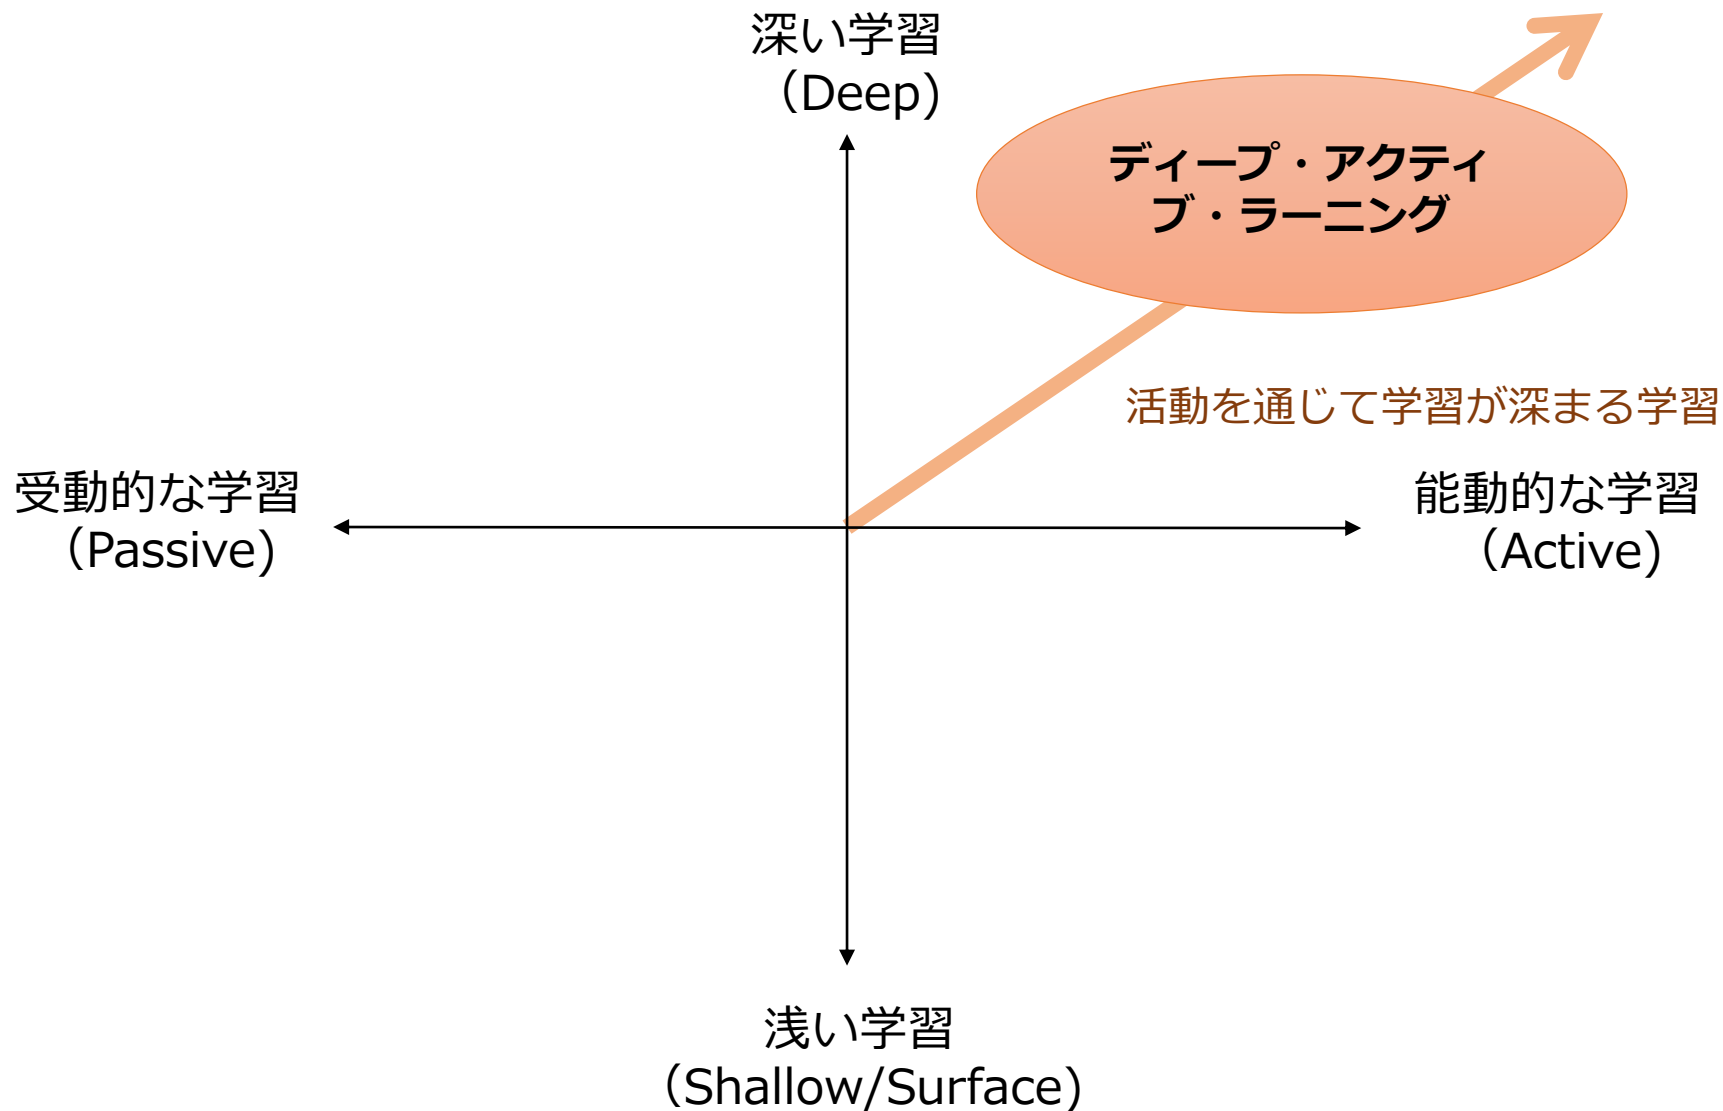 深い学習
（Deep)
ディープ・アクティ
ブ・ラーニング
活動を通じて学習が深まる学習
受動的な学習
（Passive)
能動的な学習
（Active)
浅い学習
（Shallow/Surface)